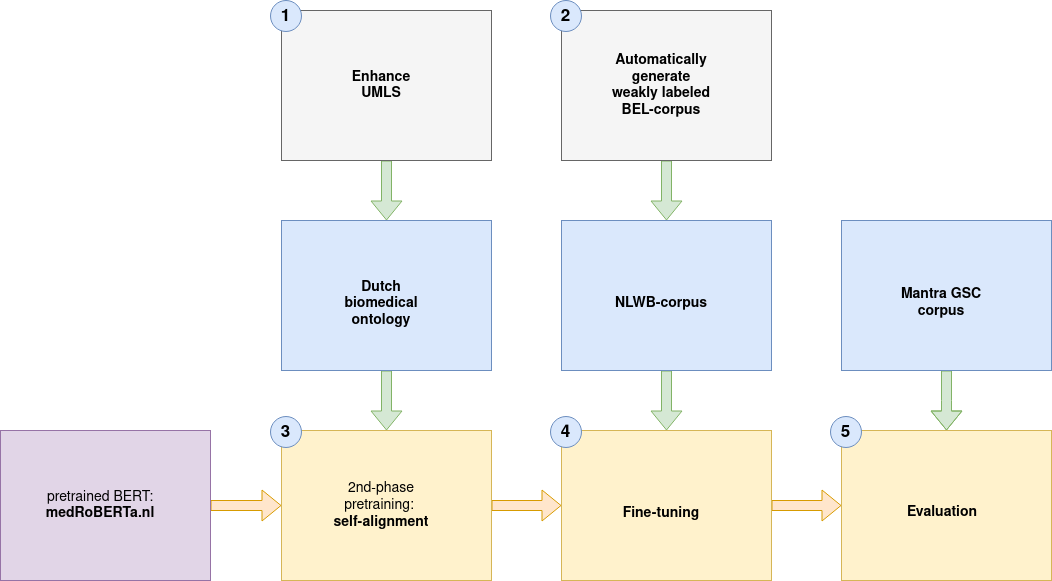 1
Enhance
UMLS
2
Automatically
generate
weakly labeled
BEL-corpus
Dutch
biomedical
ontology
NLWB-corpus
Mantra GSC
corpus
pretrained BERT:
medRoBERTa.nl
3
2nd-phase
pretraining:
self-alignment
4
Fine-tuning
5
Evaluation